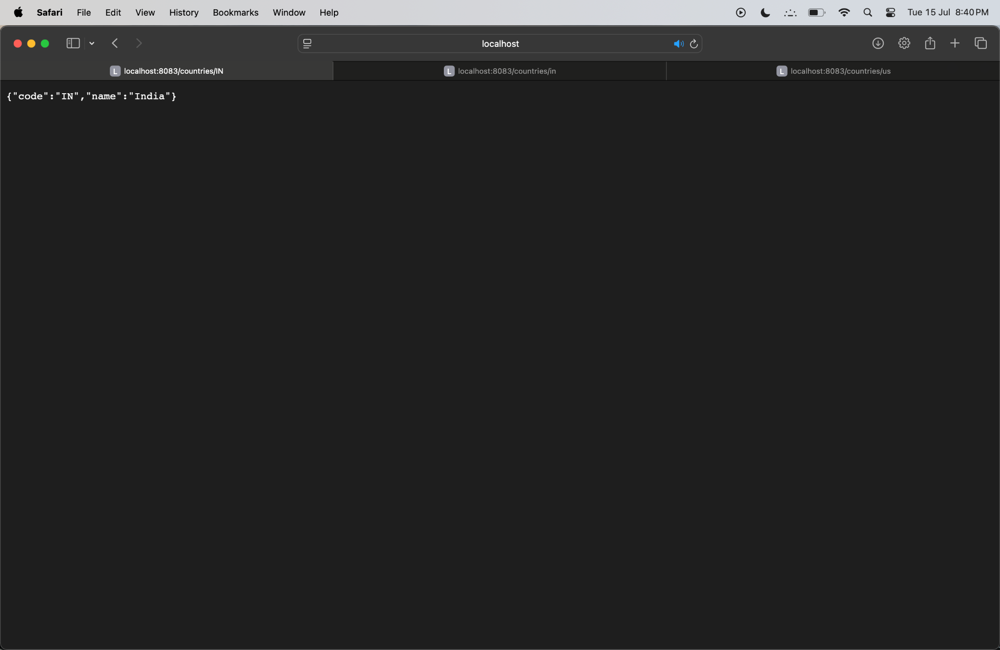 Safari File Edit View History Bookmarks Window Help Tue 15 Jul 8:40 PM
localhost
L localhost:8083/countries/IN L localhost:8083/countries/in L localhost:8083/countries/us
{"code":"IN","name":"India"}